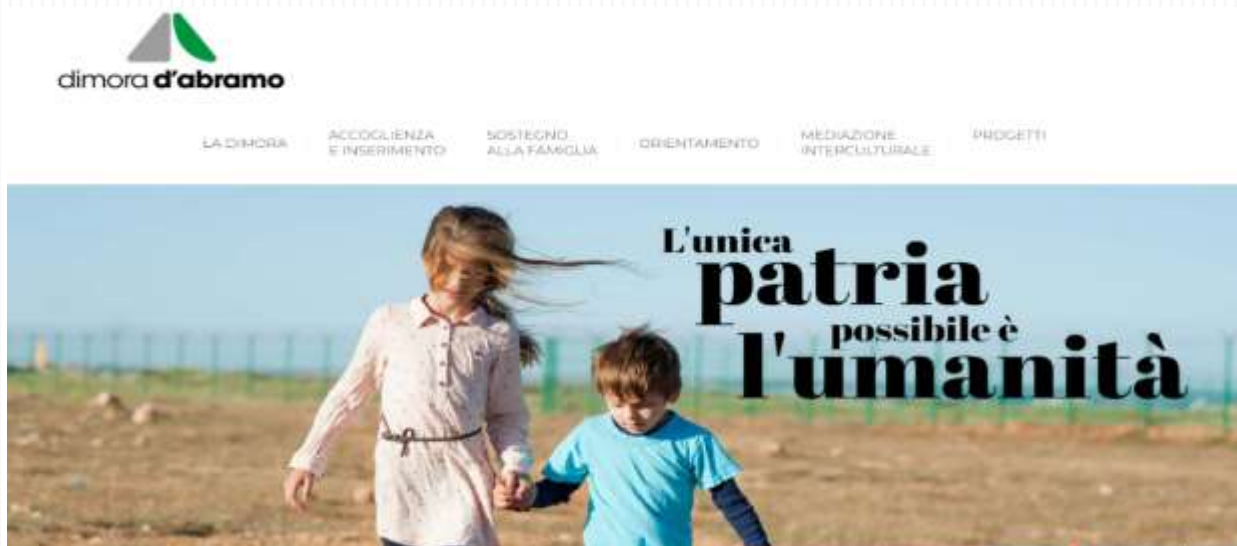 dimora d'abramo
LA DIMORA
ACCOGLIENZA
E INSERIMENTO
SOSTEGNO
ALLA FAMIGLIA
ORIENTAMENTO
MEDIAZIONE
INTERCULTURALE
PROGETTI
L'unica
patria
possibile è
l'umanità